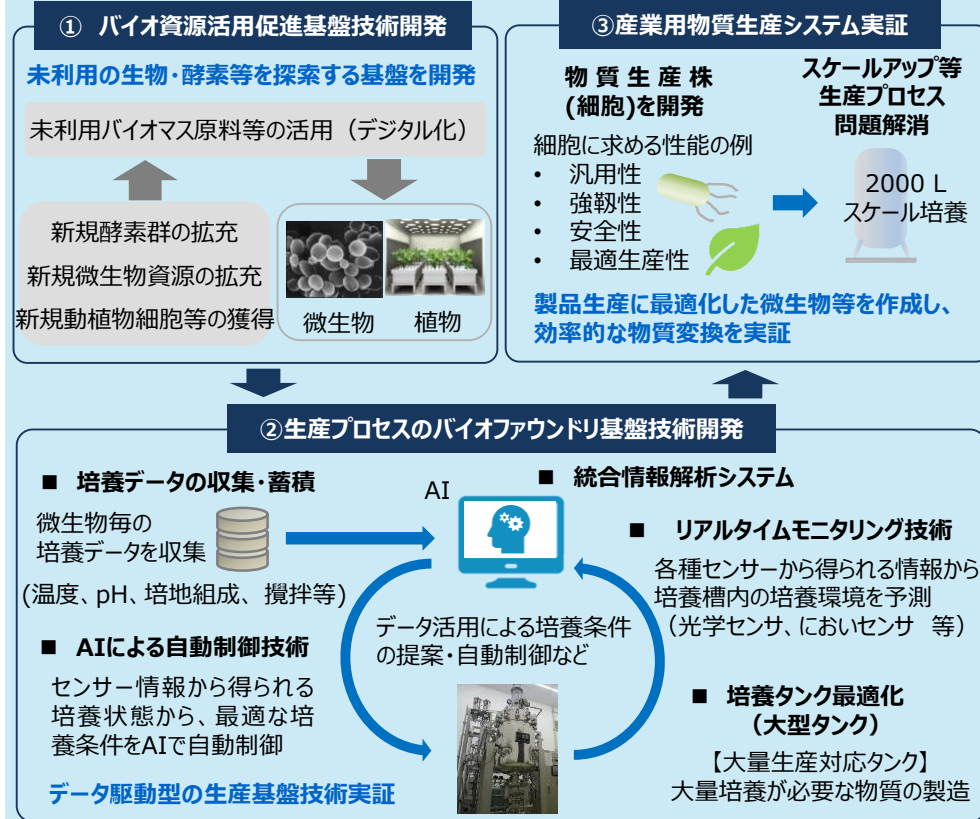 ① バイオ資源活用促進基盤技術開発
未利用の生物・酵素等を探索する基盤を開発
未利用バイオマス原料等の活用（デジタル化）
新規酵素群の拡充
新規微生物資源の拡充
新規動植物細胞等の獲得
微生物
植物
③産業用物質生産システム実証
物質生産株
(細胞)を開発
細胞に求める性能の例
• 汎用性
• 強靱性
• 安全性
• 最適生産性
スケールアップ等
生産プロセス
問題解消
2000 L
スケール培養
製品生産に最適化した微生物等を作成し、
効率的な物質変換を実証
②生産プロセスのバイオファウンドリ基盤技術開発
■ 培養データの収集・蓄積
微生物毎の
培養データを収集
(温度、pH、培地組成、攪拌等)
■ AIによる自動制御技術
センサー情報から得られる
培養状態から、最適な培
養条件をAIで自動制御
データ駆動型の生産基盤技術実証
AI
データ活用による培養条件
の提案・自動制御など
■ 統合情報解析システム
■ リアルタイムモニタリング技術
各種センサーから得られる情報から
培養槽内の培養環境を予測
（光学センサ、においセンサ 等）
■ 培養タンク最適化
（大型タンク）
【大量生産対応タンク】
大量培養が必要な物質の製造